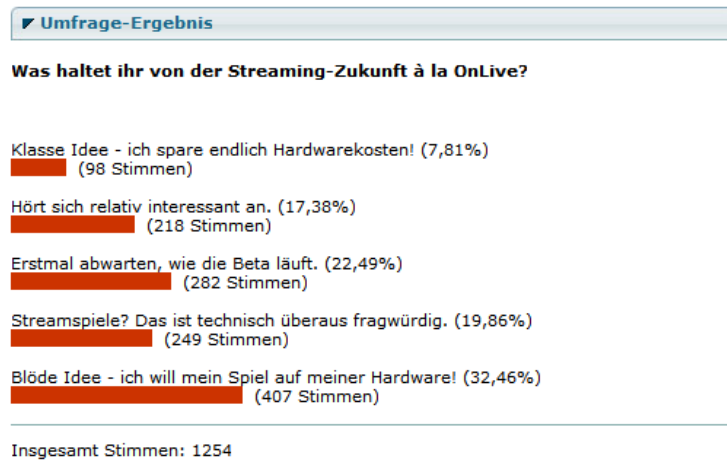 Umfrage-Ergebnis
Was haltet ihr von der Streaming-Zukunft à la OnLive?
Klasse Idee - ich spare endlich Hardwarekosten! (7,81%)
(98 Stimmen)
Hört sich relativ interessant an. (17,38%)
(218 Stimmen)
Erstmal abwarten, wie die Beta läuft. (22,49%)
(282 Stimmen)
Streamspiele? Das ist technisch überaus fragwürdig. (19,86%)
(249 Stimmen)
Blöde Idee - ich will mein Spiel auf meiner Hardware! (32,46%)
(407 Stimmen)
Insgesamt Stimmen: 1254